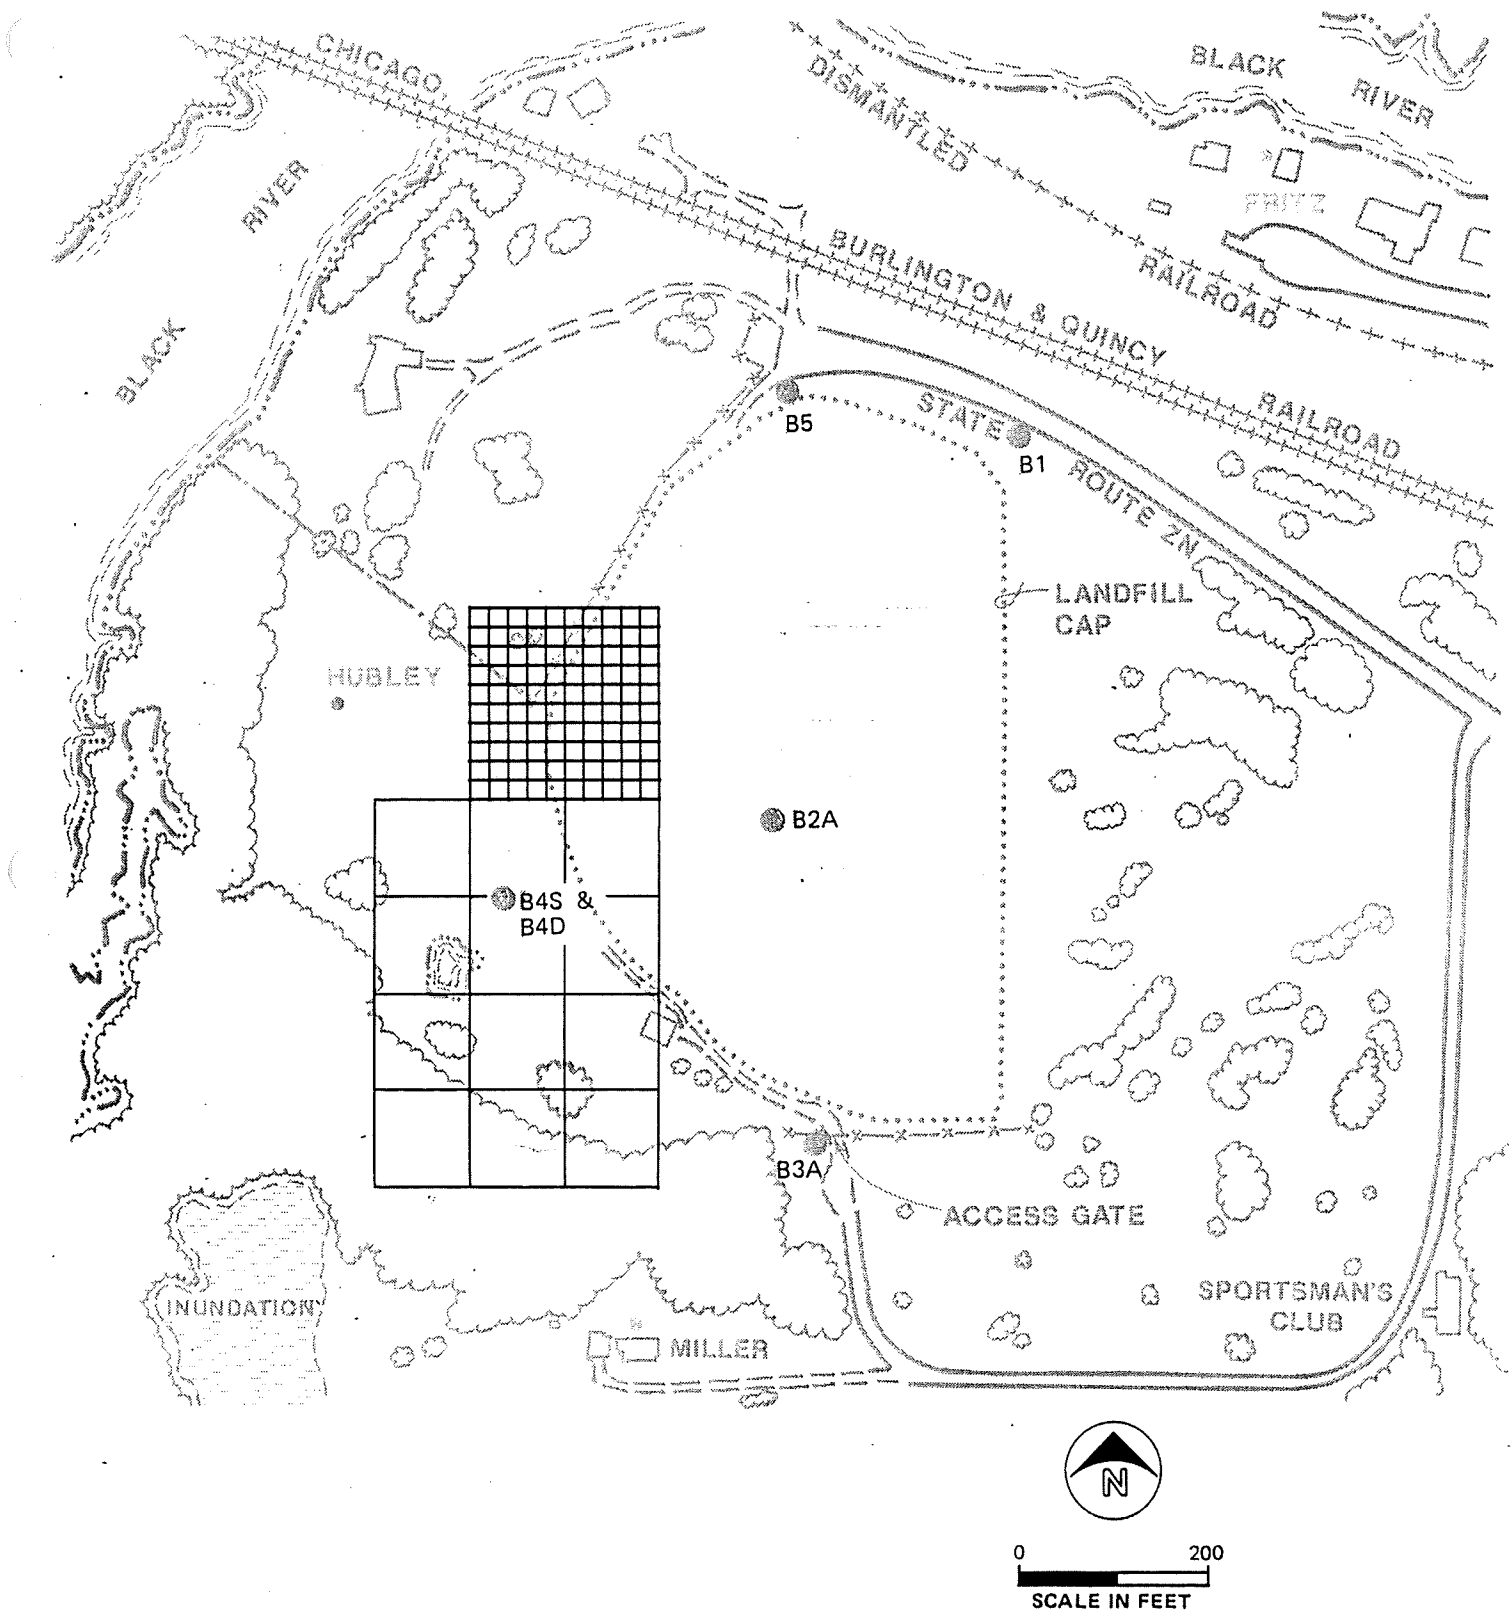 CHICAGO,
BLACK
RIVER
DISMANTLED
RIVER
FRITZ
BURLINGTON & QUINCY
RAILROAD
BLACK
RAILROAD
STATE
B5
B1
ROUTE ZN
LANDFILL
CAP
HUBLEY
B2A
B4S &
B4D
B3A
ACCESS GATE
INUNDATION
SPORTSMAN'S
CLUB
MILLER
N
0 200
SCALE IN FEET